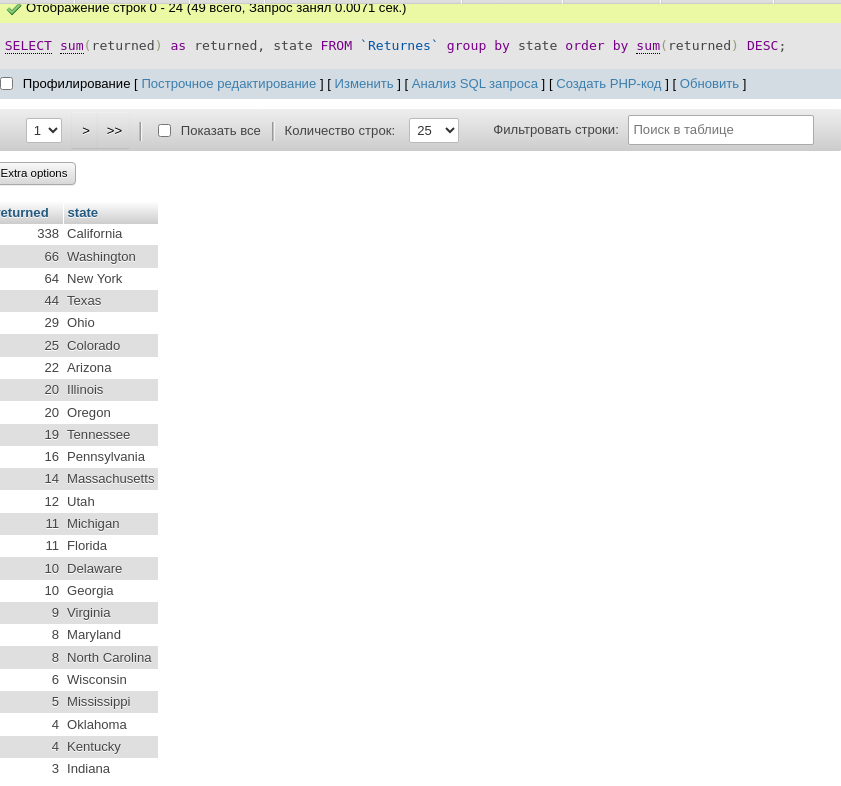 Отображение строк 0 - 24 (49 всего, Запрос занял 0.0071 сек.)
SELECT sum(returned) as returned, state FROM `Returnes` group by state order by sum(returned) DESC;
Профилирование [ Построчное редактирование ] [ Изменить ] [ Анализ SQL запроса ] [ Создать PHP-код ] [ Обновить ]
1 > >> Показать все Количество строк: 25 Фильтровать строки: Поиск в таблице
Extra options
returned state
338 California
66 Washington
64 New York
44 Texas
29 Ohio
25 Colorado
22 Arizona
20 Illinois
20 Oregon
19 Tennessee
16 Pennsylvania
14 Massachusetts
12 Utah
11 Michigan
11 Florida
10 Delaware
10 Georgia
9 Virginia
8 Maryland
8 North Carolina
6 Wisconsin
5 Mississippi
4 Oklahoma
4 Kentucky
3 Indiana